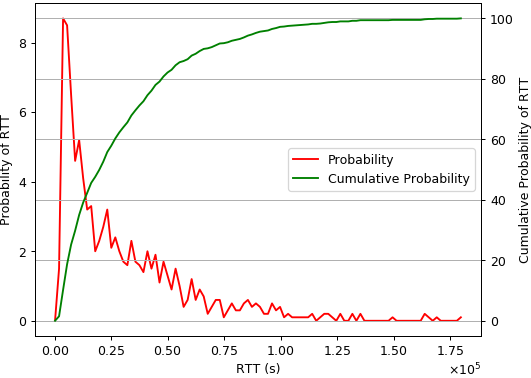 Probability of RTT
8
6
4
2
0
100
80
60
40
20
0
Cumulative Probability of RTT
Probability
Cumulative Probability
0.00 0.25 0.50 0.75 1.00 1.25 1.50 1.75
×10⁵
RTT (s)